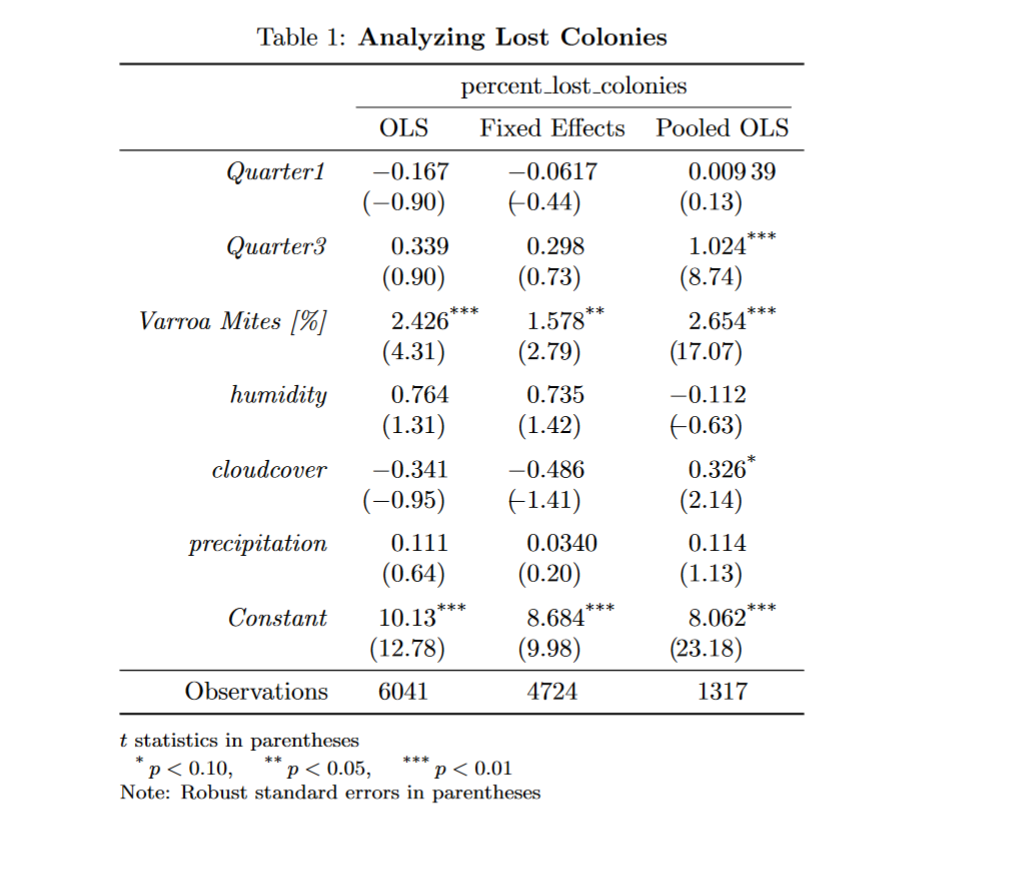 Table 1: Analyzing Lost Colonies
percent_lost_colonies
OLS Fixed Effects Pooled OLS
Quarter1 −0.167 −0.0617 0.009 39
(−0.90) (−0.44) (0.13)
Quarter3 0.339 0.298 1.024***
(0.90) (0.73) (8.74)
Varroa Mites [%] 2.426*** 1.578** 2.654***
(4.31) (2.79) (17.07)
humidity 0.764 0.735 −0.112
(1.31) (1.42) (−0.63)
cloudcover −0.341 −0.486 0.326*
(−0.95) (−1.41) (2.14)
precipitation 0.111 0.0340 0.114
(0.64) (0.20) (1.13)
Constant 10.13*** 8.684*** 8.062***
(12.78) (9.98) (23.18)
Observations 6041 4724 1317
t statistics in parentheses
* p < 0.10, ** p < 0.05, *** p < 0.01
Note: Robust standard errors in parentheses